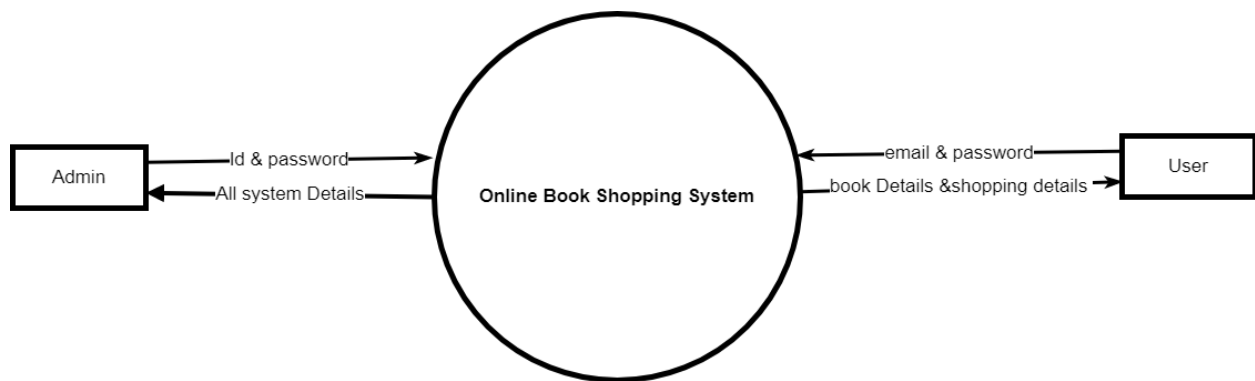 Admin
Id & password
All system Details
Online Book Shopping System
email & password
book Details &shopping details
User